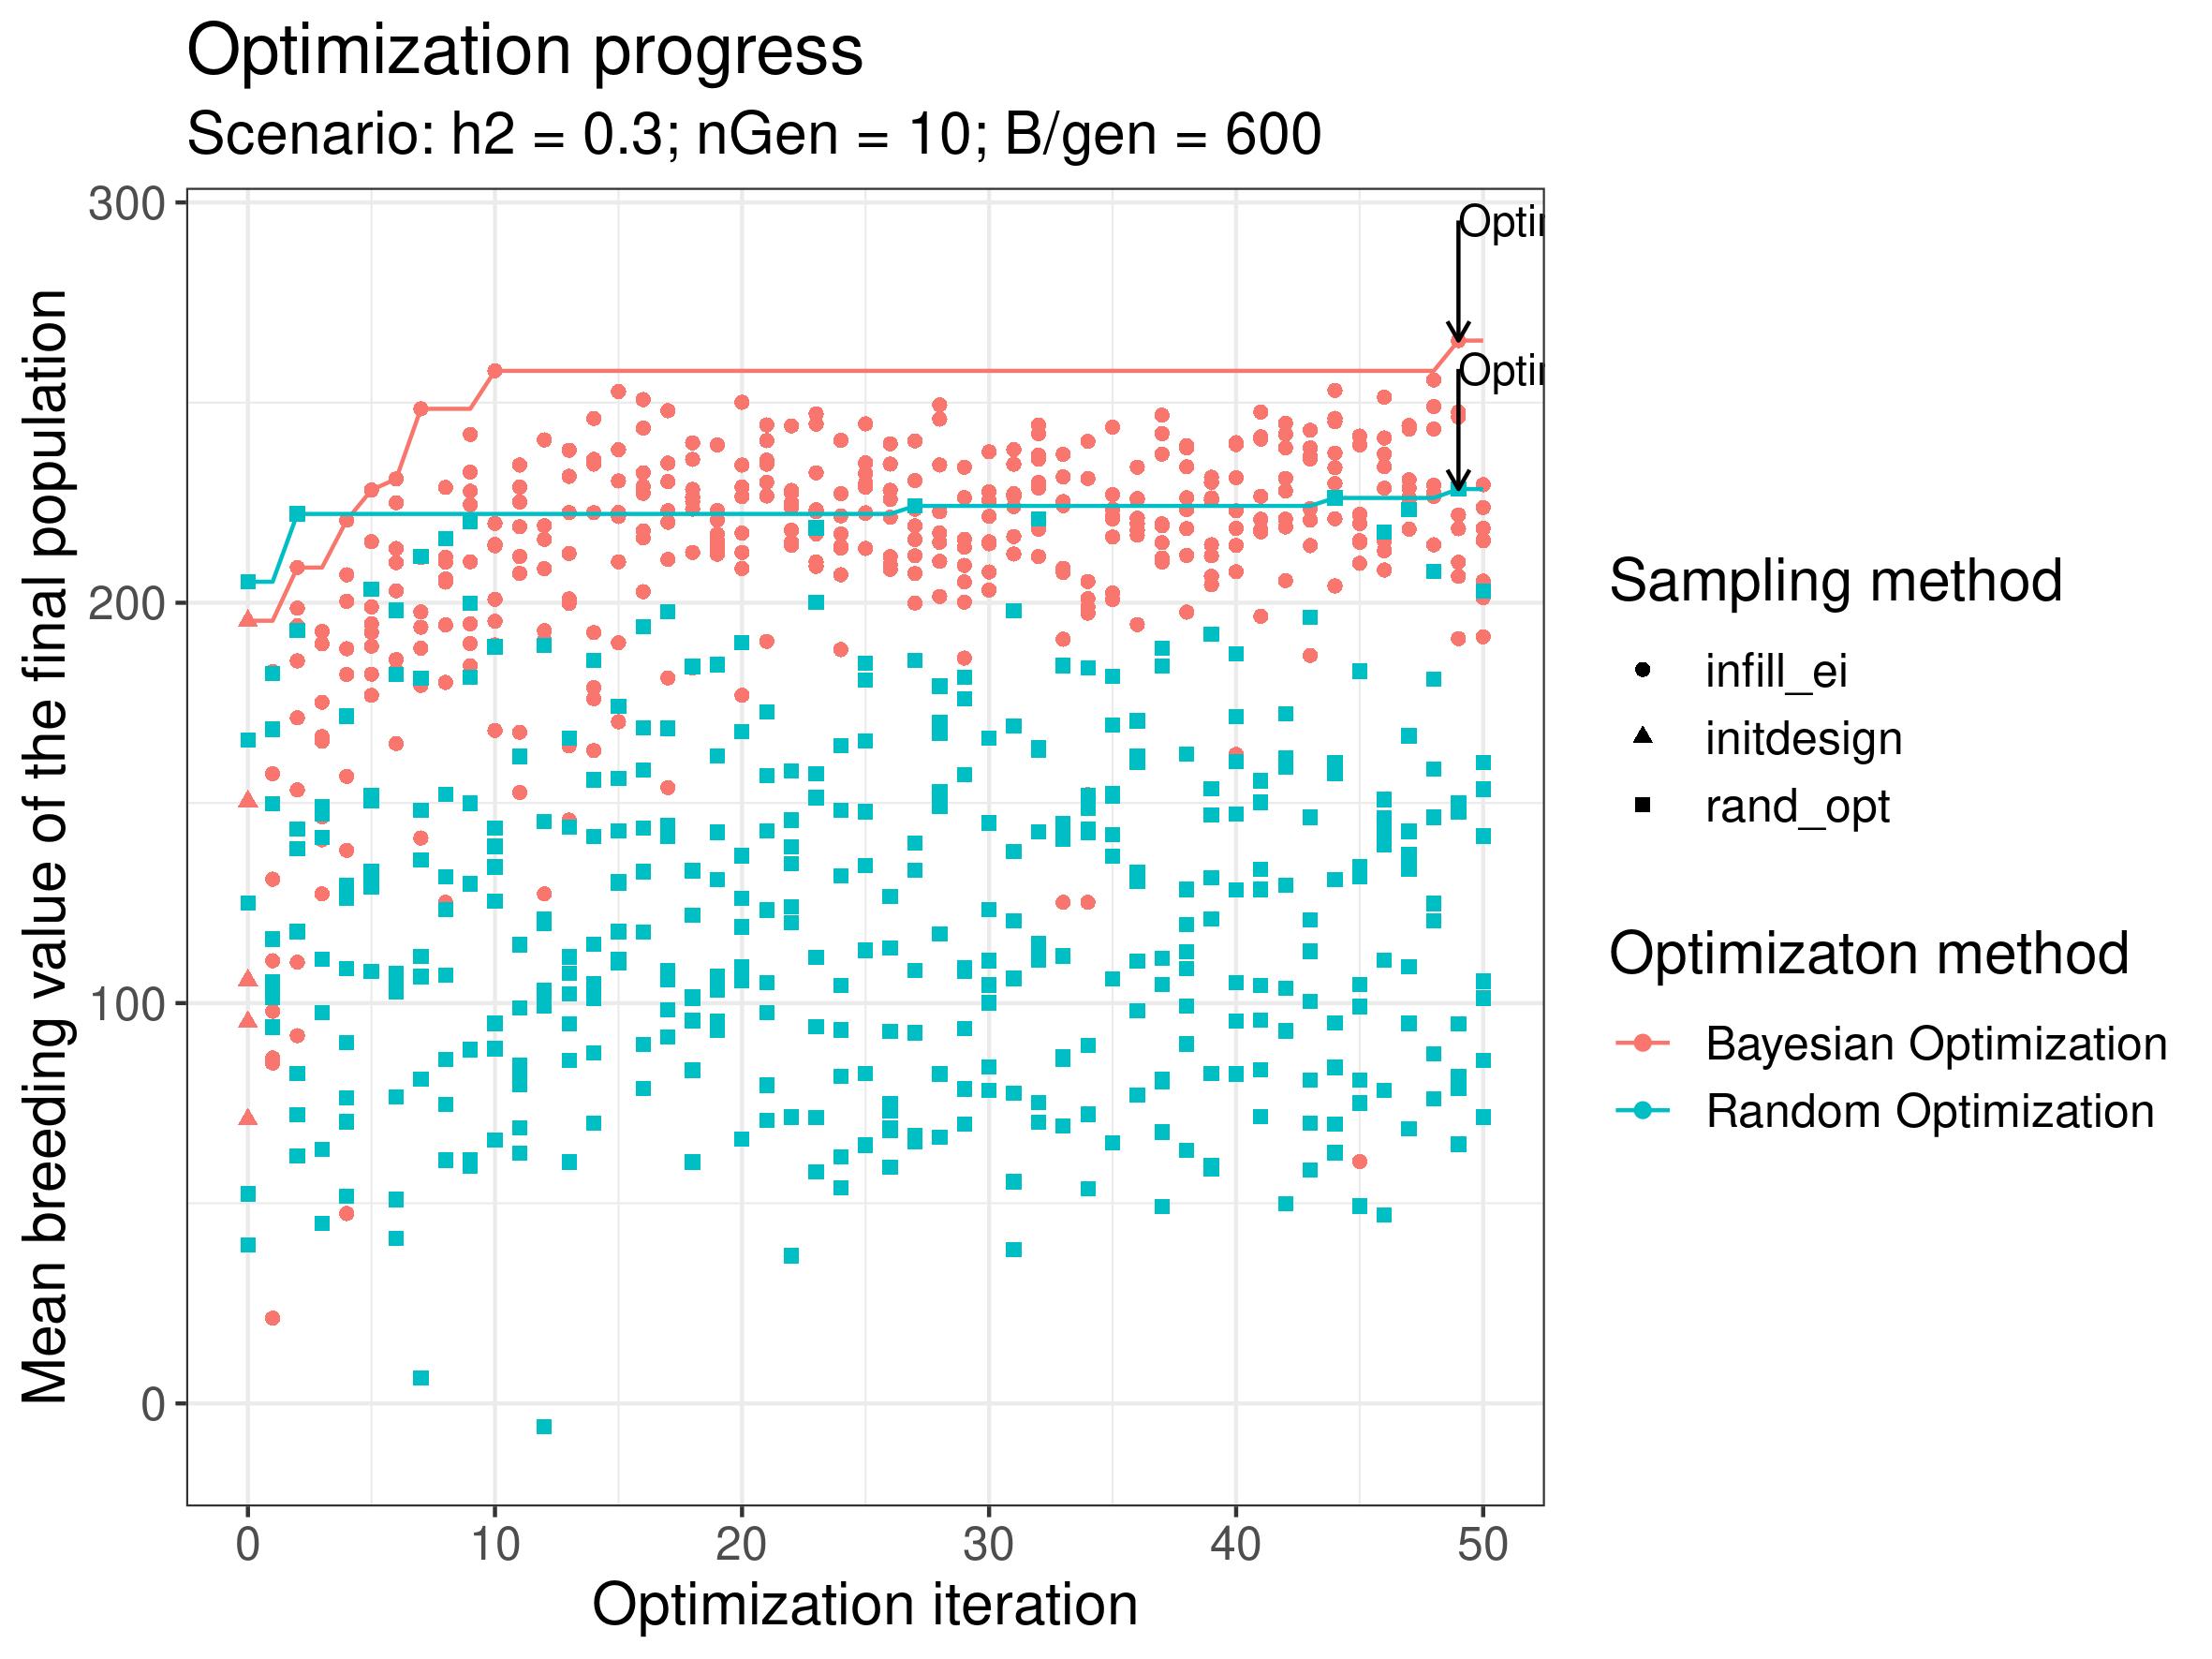 Optimization progress
Scenario: h2 = 0.3; nGen = 10; B/gen = 600
Mean breeding value of the final population
300
200
100
0
Optim
Optim
0 10 20 30 40 50
Optimization iteration
Sampling method
infill_ei
initdesign
rand_opt
Optimizaton method
Bayesian Optimization
Random Optimization